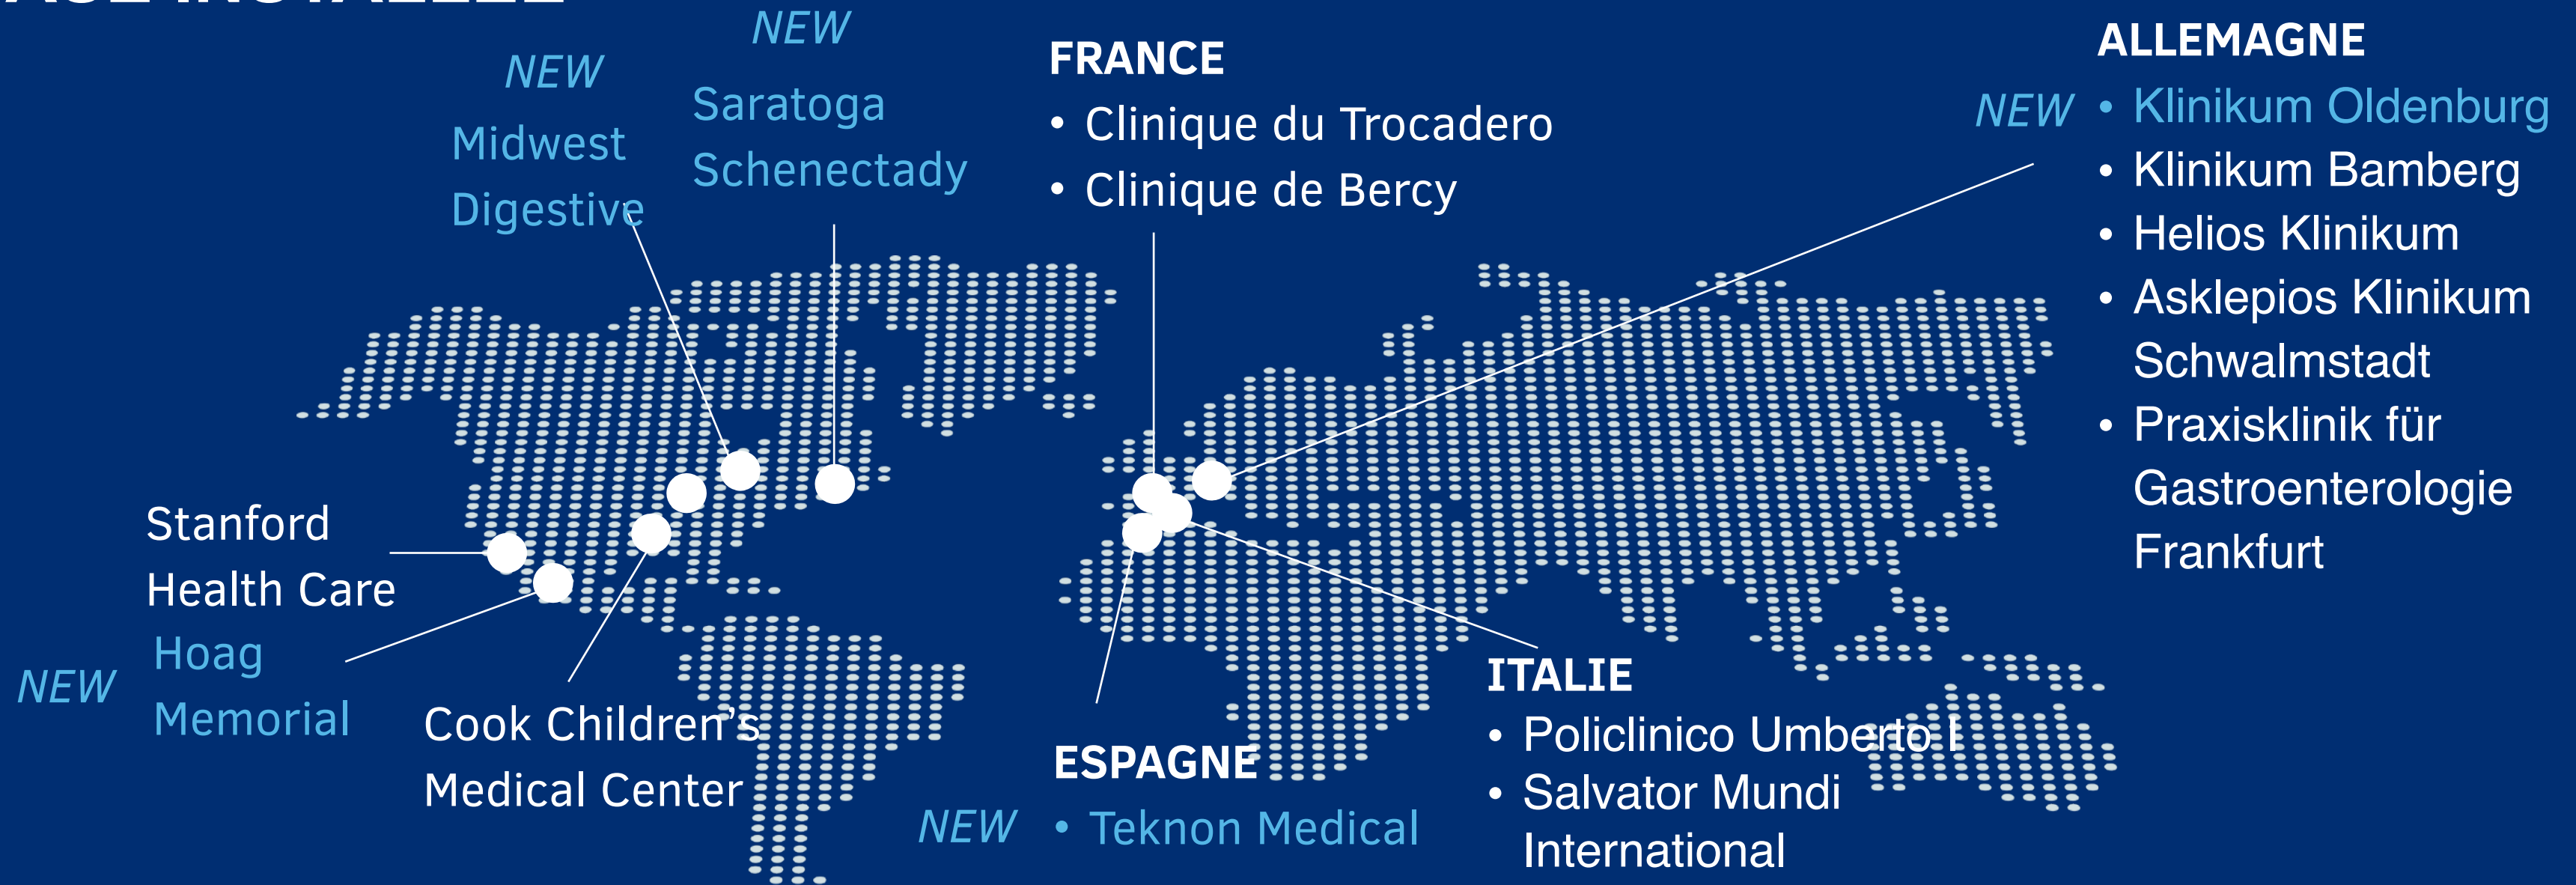 NEW
Midwest
Digestive
NEW
Saratoga
Schenectady
FRANCE
• Clinique du Trocadero
• Clinique de Bercy
ALLEMAGNE
NEW • Klinikum Oldenburg
• Klinikum Bamberg
• Helios Klinikum
• Asklepios Klinikum
Schwalmstadt
• Praxisklinik für
Gastroenterologie
Frankfurt
Stanford
Health Care
NEW
Hoag
Memorial
Cook Children's
Medical Center
ESPAGNE
NEW • Teknon Medical
ITALIE
• Policlinico Umberto I
• Salvator Mundi
International